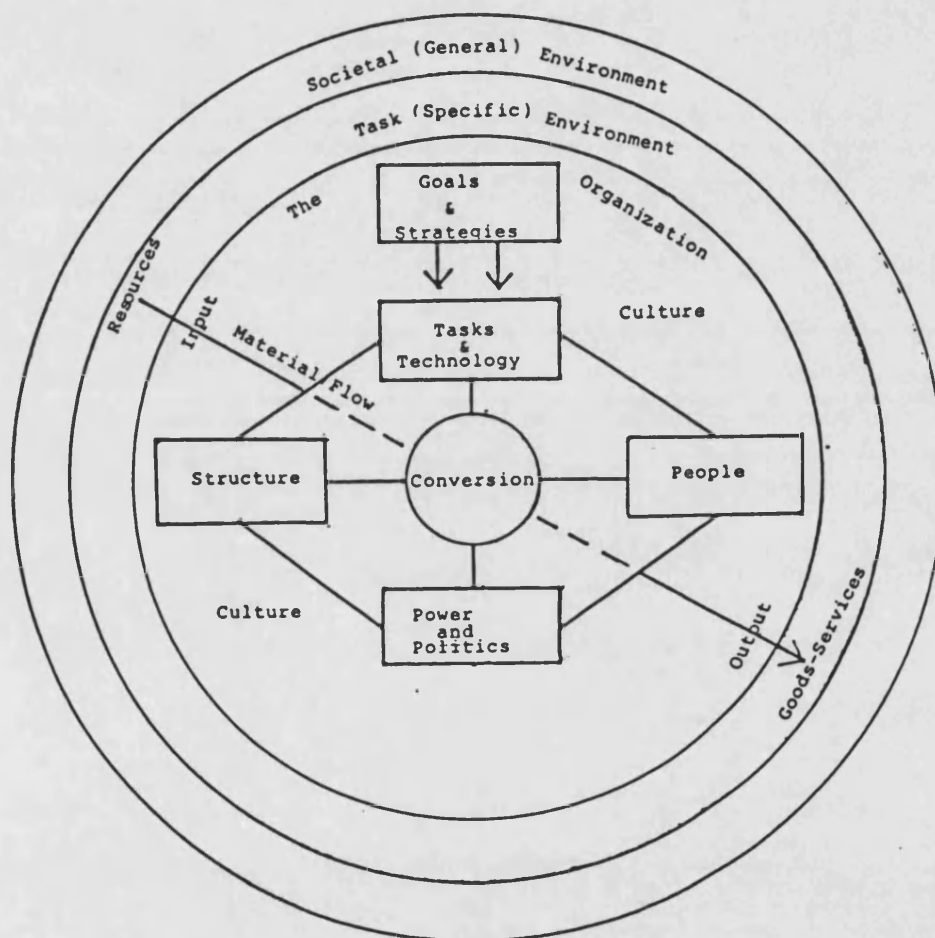 Societal (General) Environment
Task (Specific) Environment
The Organization
Goals
&
Strategies
Resources
Input
Material Flow
Culture
Tasks
&
Technology
Structure
Conversion
People
Culture
Power
and
Politics
Output
Goods-Services